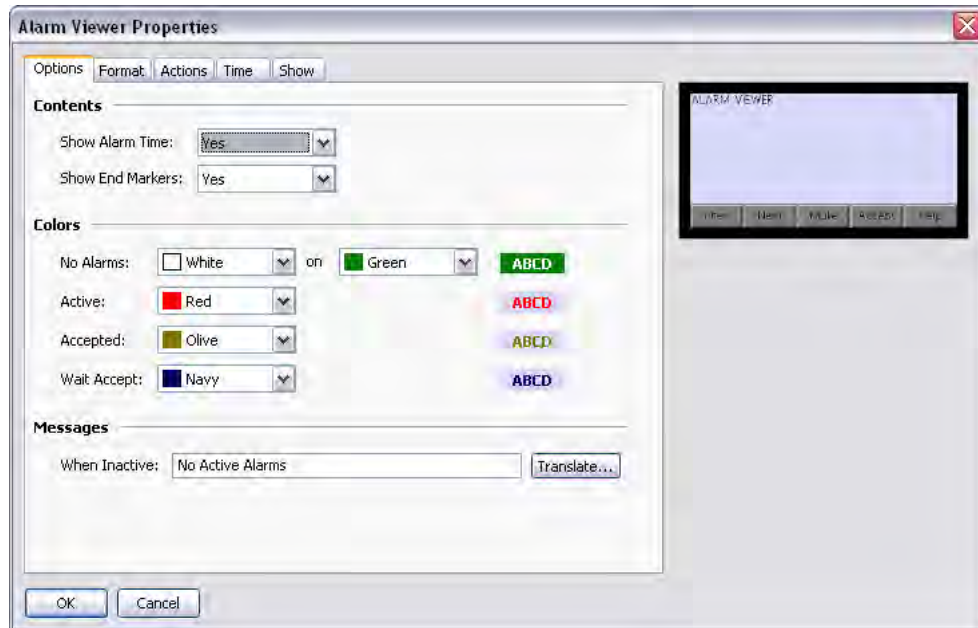 Alarm Viewer Properties
Options Format Actions Time Show
Contents
Show Alarm Time: Yes
Show End Markers: Yes
Colors
No Alarms: White on Green ABCD
Active: Red ABCD
Accepted: Olive ABCD
Wait Accept: Navy ABCD
Messages
When Inactive: No Active Alarms Translate...
OK Cancel
ALARM VIEWER
Next Mute Accept Help